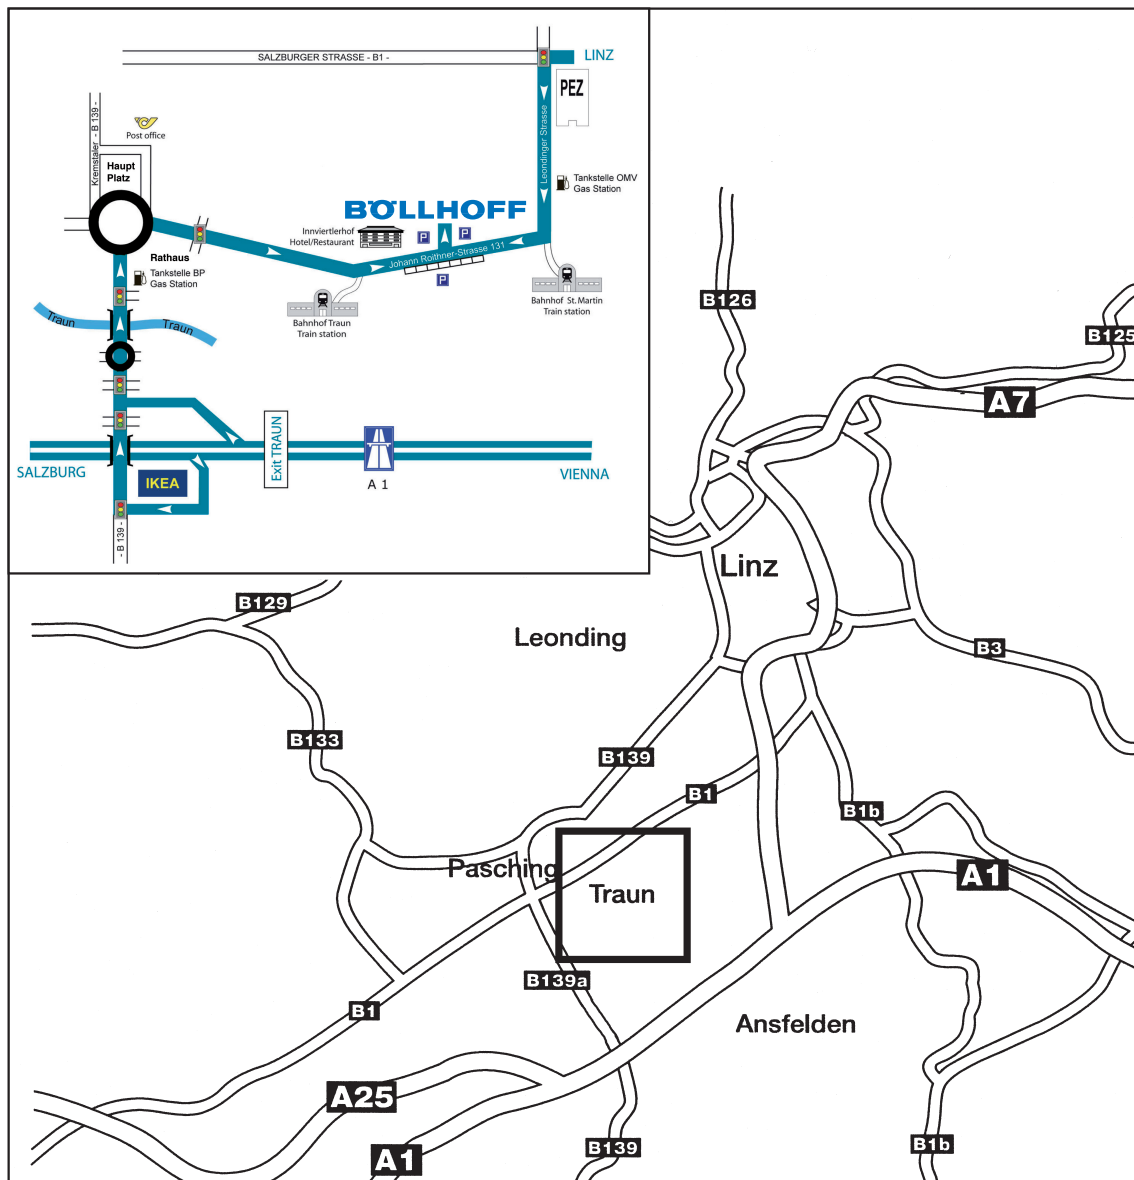 SALZBURGER STRASSE - B1 -
LINZ
PEZ
Leondinger Strasse
Kremstaler - B 139 -
Post office
Haupt
Platz
Tankstelle OMV
Gas Station
BÖLLHOFF
P
P
Innviertlerhof
Hotel/Restaurant
Johann Roithner-Strasse 131
P
Rathaus
Tankstelle BP
Gas Station
Bahnhof St. Martin
Train station
Bahnhof Traun
Train station
Traun
Traun
Exit TRAUN
SALZBURG
VIENNA
IKEA
A 1
- B 139 -
B126
B125
A7
Linz
B129
Leonding
B3
B133
B139
B1
B1b
Pasching
Traun
A1
B139a
B1
Ansfelden
A25
A1
B139
B1b